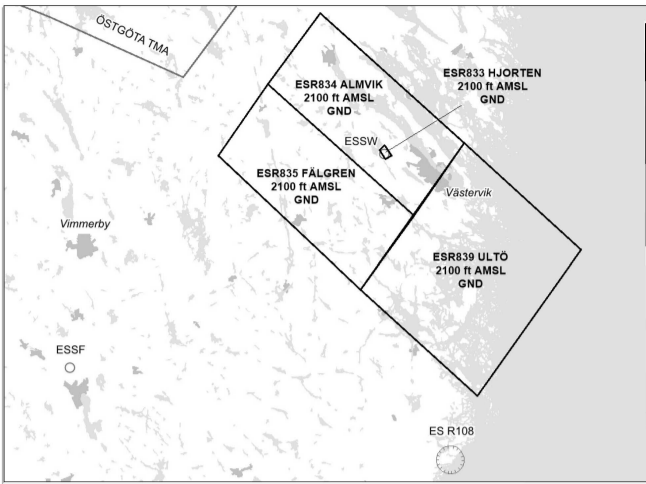 ÖSTGÖTA TMA
ESR834 ALMVIK
2100 ft AMSL
GND
ESR833 HJORTEN
2100 ft AMSL
GND
ESSW
ESR835 FÄLGREN
2100 ft AMSL
GND
Västervik
Vimmerby
ESR839 ULTÖ
2100 ft AMSL
GND
ESSF
ES R108